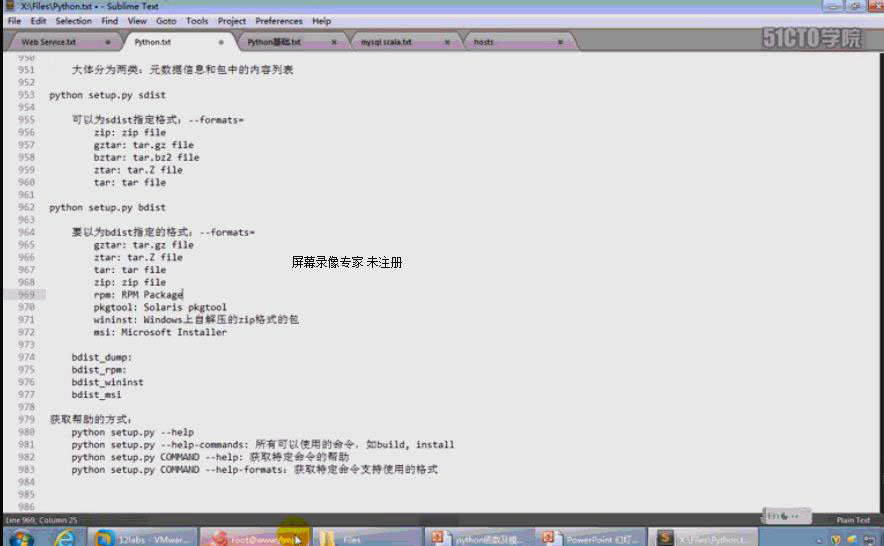 X:\Files\Python.txt • - Sublime Text
File Edit Selection Find View Goto Tools Project Preferences Help
Web Service.txt Python.txt Python基础.txt mysql scala.txt hosts
51CTO学院
950
951 大体分为两类：元数据信息和包中的内容列表
952
953 python setup.py sdist
954
955 可以为sdist指定格式：--formats=
956 zip: zip file
957 gztar: tar.gz file
958 bztar: tar.bz2 file
959 ztar: tar.Z file
960 tar: tar file
961
962 python setup.py bdist
963
964 要以为bdist指定的格式：--formats=
965 gztar: tar.gz file
966 ztar: tar.Z file
967 tar: tar file
968 zip: zip file
969 rpm: RPM Package
970 pkgtool: Solaris pkgtool
971 wininst: Windows上自解压的zip格式的包
972 msi: Microsoft Installer
973
974 bdist_dump:
975 bdist_rpm:
976 bdist_wininst
977 bdist_msi
978
979 获取帮助的方式：
980 python setup.py --help
981 python setup.py --help-commands: 所有可以使用的命令，如build, install
982 python setup.py COMMAND --help: 获取特定命令的帮助
983 python setup.py COMMAND --help-formats: 获取特定命令支持使用的格式
984
985
986
屏幕录像专家 未注册
Line 969, Column 25
En
Plain Text
12labs - VMwar... root@www:/tmp Files python函数及模... PowerPoint 幻灯... X:\Files\Python.t...